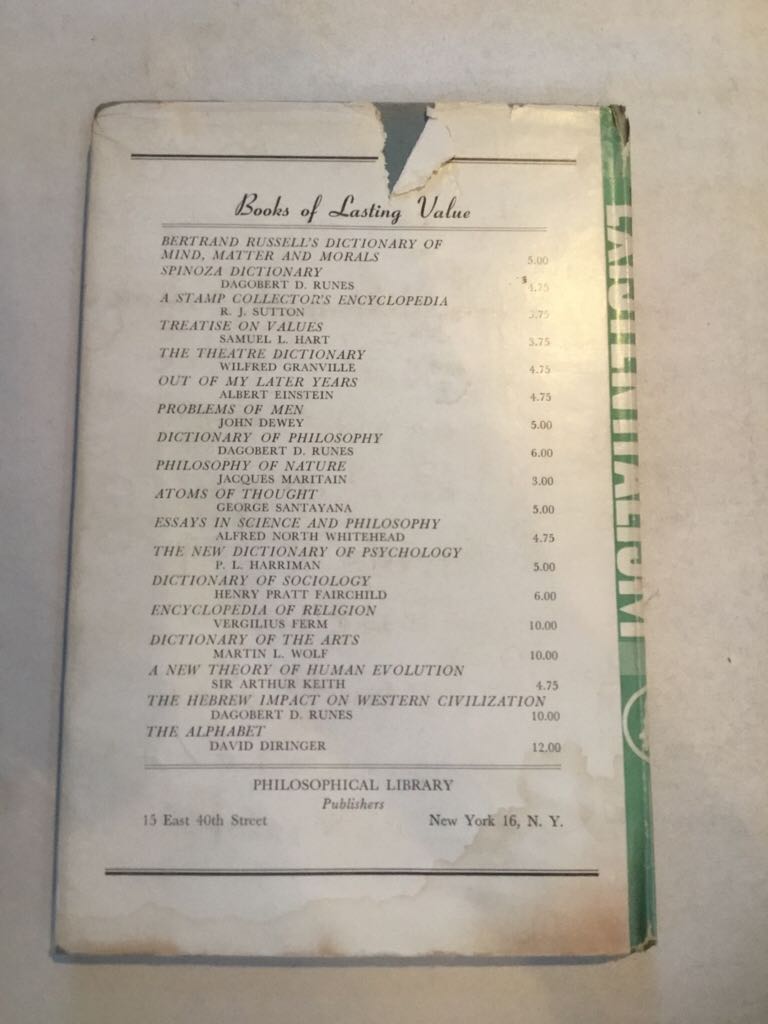 Books of Lasting Value
BERTRAND RUSSELL'S DICTIONARY OF
MIND, MATTER AND MORALS 5.00
SPINOZA DICTIONARY
DAGOBERT D. RUNES 4.75
A STAMP COLLECTOR'S ENCYCLOPEDIA
R. J. SUTTON 3.75
TREATISE ON VALUES
SAMUEL L. HART 3.75
THE THEATRE DICTIONARY
WILFRED GRANVILLE 4.75
OUT OF MY LATER YEARS
ALBERT EINSTEIN 4.75
PROBLEMS OF MEN
JOHN DEWEY 5.00
DICTIONARY OF PHILOSOPHY
DAGOBERT D. RUNES 6.00
PHILOSOPHY OF NATURE
JACQUES MARITAIN 3.00
ATOMS OF THOUGHT
GEORGE SANTAYANA 5.00
ESSAYS IN SCIENCE AND PHILOSOPHY
ALFRED NORTH WHITEHEAD 4.75
THE NEW DICTIONARY OF PSYCHOLOGY
P. L. HARRIMAN 5.00
DICTIONARY OF SOCIOLOGY
HENRY PRATT FAIRCHILD 6.00
ENCYCLOPEDIA OF RELIGION
VERGILIUS FERM 10.00
DICTIONARY OF THE ARTS
MARTIN L. WOLF 10.00
A NEW THEORY OF HUMAN EVOLUTION
SIR ARTHUR KEITH 4.75
THE HEBREW IMPACT ON WESTERN CIVILIZATION
DAGOBERT D. RUNES 10.00
THE ALPHABET
DAVID DIRINGER 12.00
PHILOSOPHICAL LIBRARY
Publishers
15 East 40th Street New York 16, N. Y.